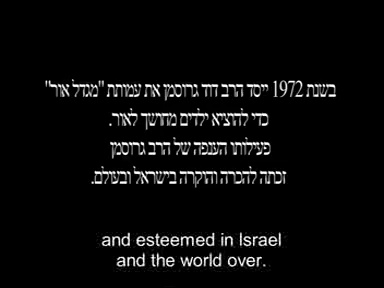 בשנת 1972 ייסד הרב דוד גרוסמן את עמותת "מגדל אור"
כדי להוציא ילדים מחושך לאור.
פעילותו הענפה של הרב גרוסמן
זכתה להכרה והוקרה בישראל ובעולם.
and esteemed in Israel
and the world over.